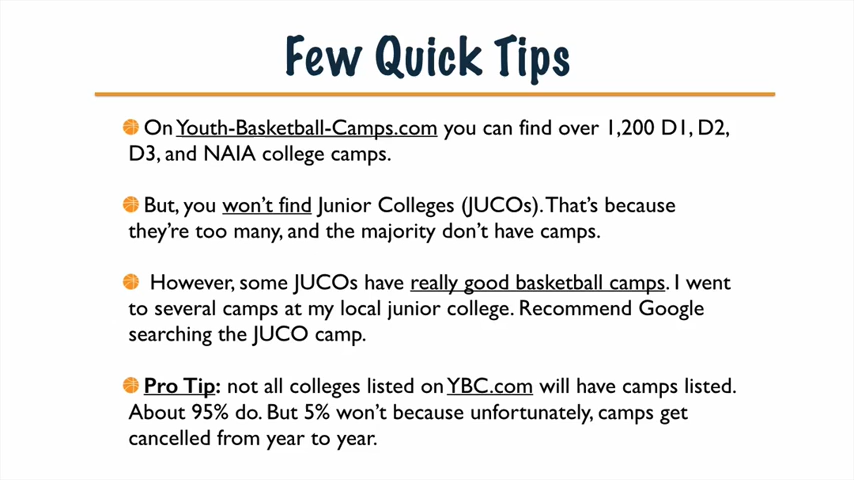 Few Quick Tips
On Youth-Basketball-Camps.com you can find over 1,200 D1, D2,
D3, and NAIA college camps.
But, you won't find Junior Colleges (JUCOs). That's because
they're too many, and the majority don't have camps.
However, some JUCOs have really good basketball camps. I went
to several camps at my local junior college. Recommend Google
searching the JUCO camp.
Pro Tip: not all colleges listed on YBC.com will have camps listed.
About 95% do. But 5% won't because unfortunately, camps get
cancelled from year to year.